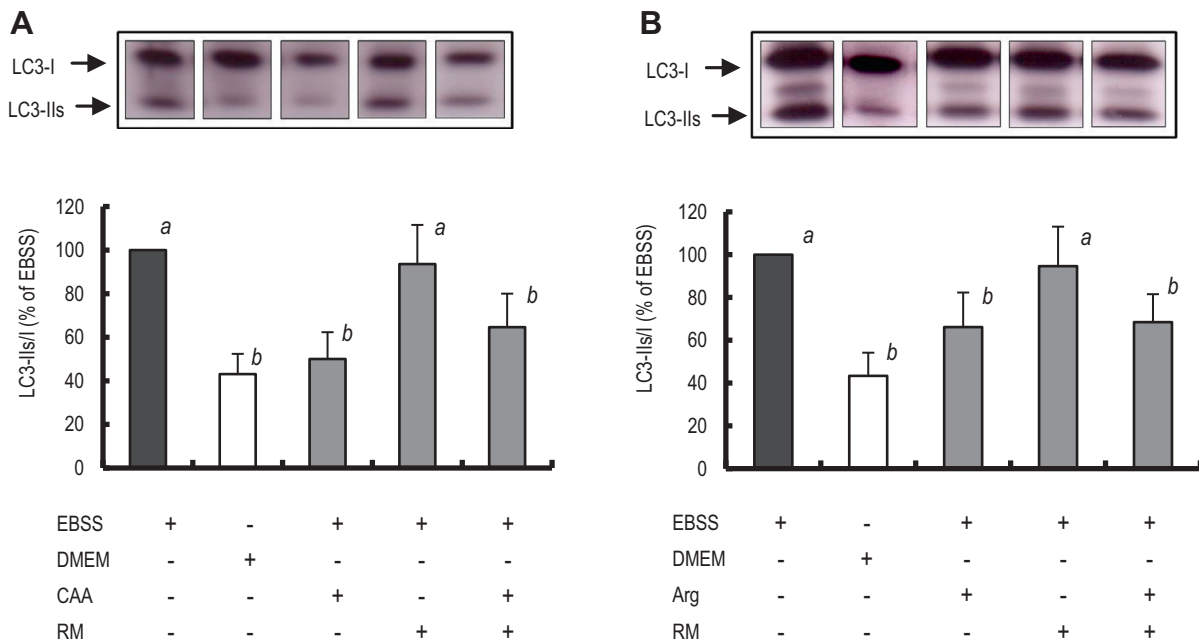 A
LC3-I
LC3-IIs
LC3-IIs/I (% of EBSS)
120
100
80
60
40
20
0
a
b
b
a
b
EBSS + - + + +
DMEM - + - - -
CAA - - + - +
RM - - - + +
B
LC3-I
LC3-IIs
LC3-IIs/I (% of EBSS)
120
100
80
60
40
20
0
a
b
b
a
b
EBSS + - + + +
DMEM - + - - -
Arg - - + - +
RM - - - + +